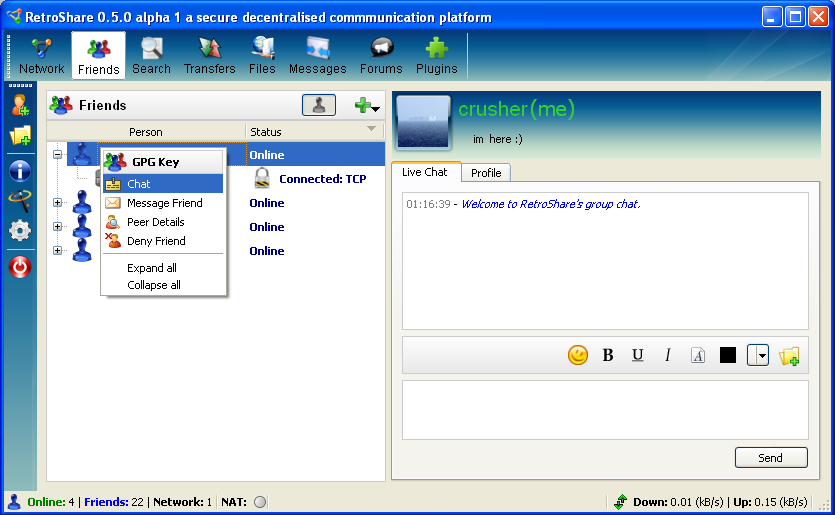 RetroShare 0.5.0 alpha 1 a secure decentralised commmunication platform
Network Friends Search Transfers Files Messages Forums Plugins
Friends
Person Status
Online
Connected: TCP
Online
Online
Online
GPG Key
Chat
Message Friend
Peer Details
Deny Friend
Expand all
Collapse all
crusher(me)
im here :)
Live Chat Profile
01:16:39 - Welcome to RetroShare's group chat.
B U I A
Send
Online: 4 | Friends: 22 | Network: 1 NAT:
Down: 0.01 (kB/s) | Up: 0.15 (kB/s)